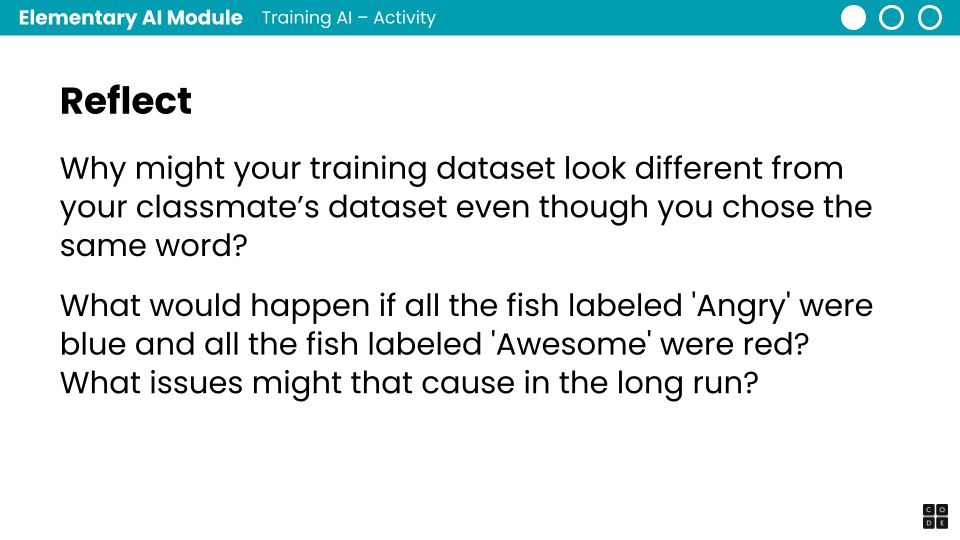 Elementary AI Module Training AI – Activity
Reflect
Why might your training dataset look different from
your classmate’s dataset even though you chose the
same word?
What would happen if all the fish labeled 'Angry' were
blue and all the fish labeled 'Awesome' were red?
What issues might that cause in the long run?
C O
D E